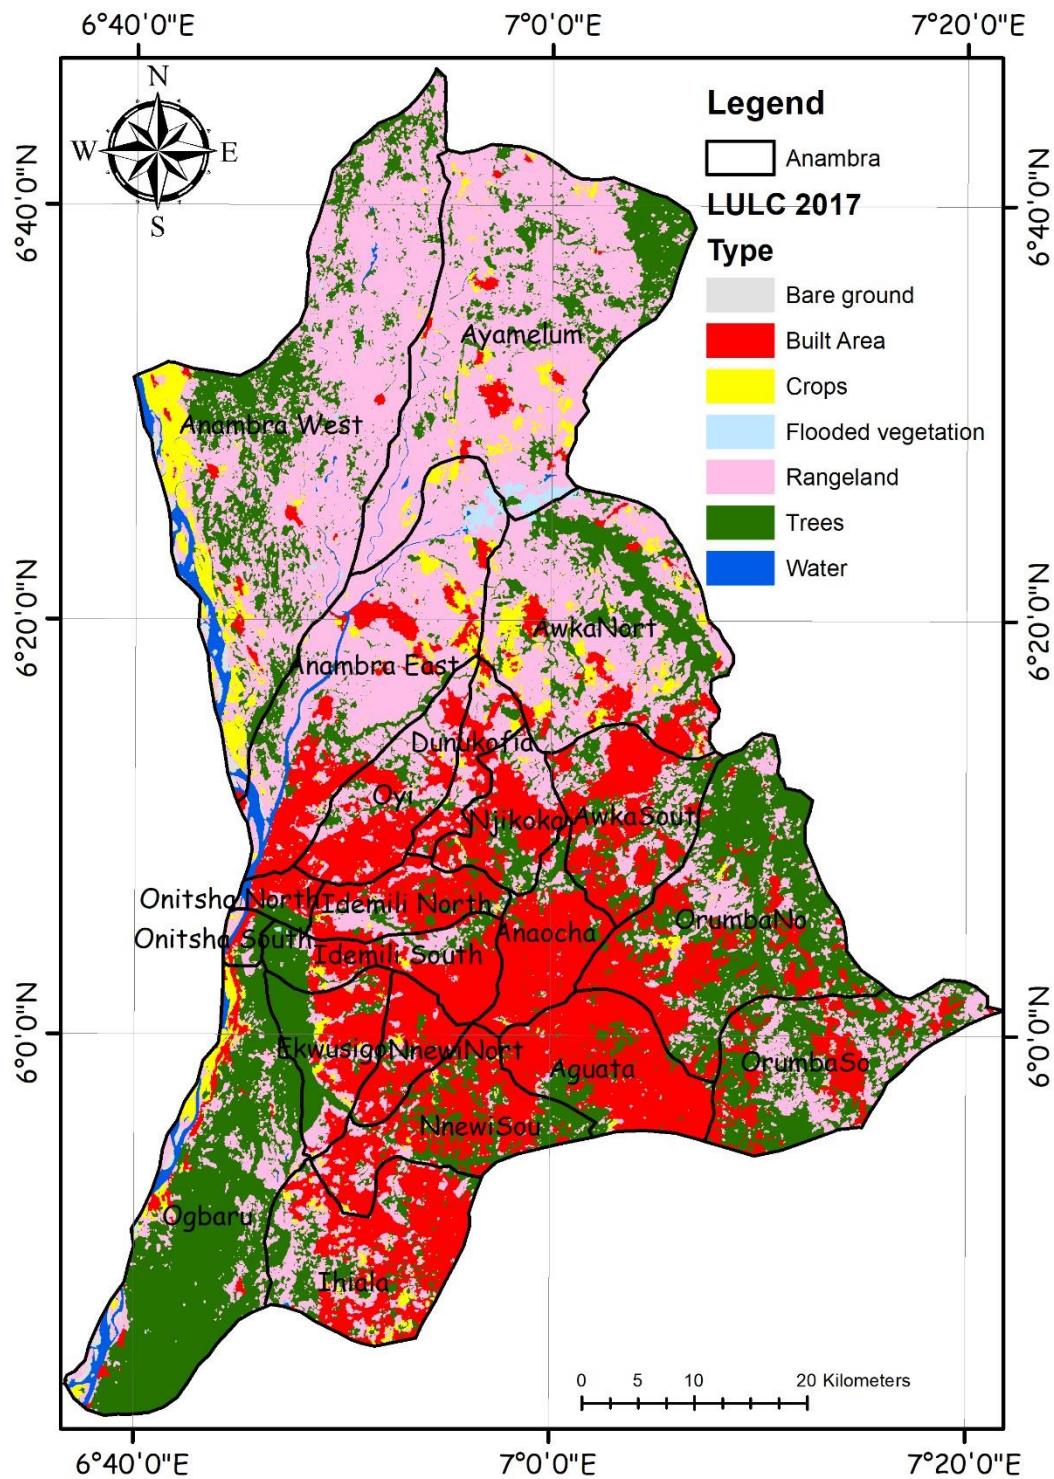 6°40'0"E
7°0'0"E
7°20'0"E
N
W
E
S
Legend
Anambra
LULC 2017
Type
Bare ground
Built Area
Crops
Flooded vegetation
Rangeland
Trees
Water
6°40'0"N
6°40'0"N
6°20'0"N
6°20'0"N
6°0'0"N
6°0'0"N
Ayamelum
Anambra West
AwkaNort
Anambra East
Dunukofia
Oyi
Njikoka
AwkaSout
Onitsha North
Idemili North
OrumbaNo
Onitsha South
Anaocha
Idemili South
Ekwusigo
NnewiNort
Aguata
OrumbaSo
NnewiSou
Ogbaru
Ihiala
0 5 10 20 Kilometers
6°40'0"E
7°0'0"E
7°20'0"E